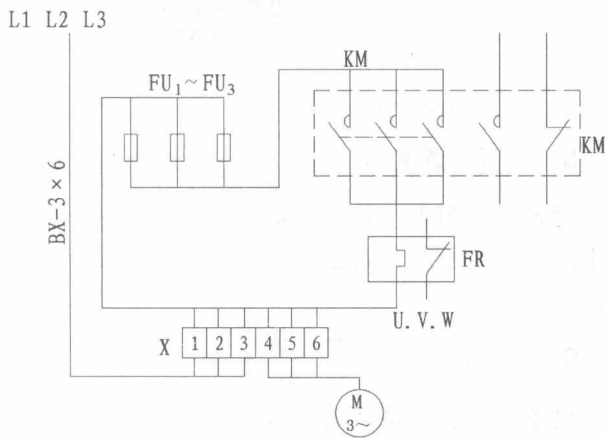 L1 L2 L3
KM
FU₁~FU₃
KM
BX-3×6
FR
U.V.W
X 1 2 3 4 5 6
M
3~